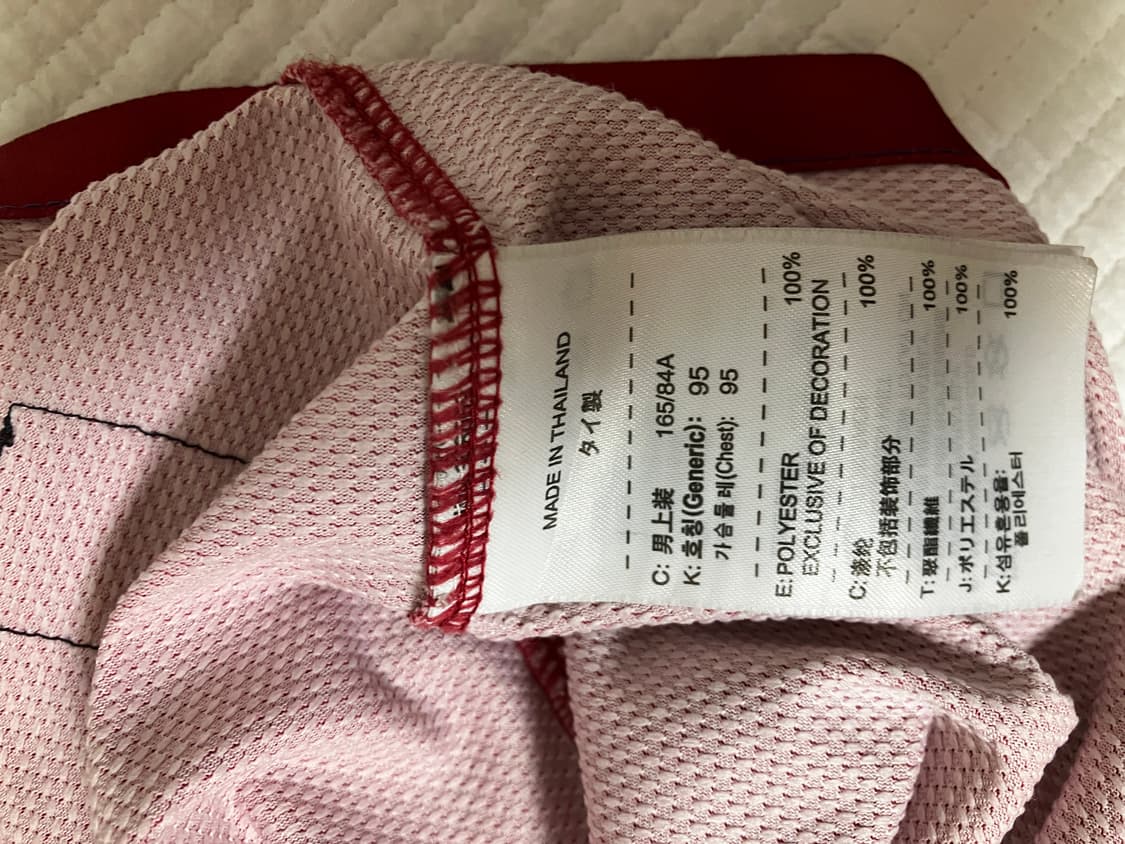 MADE IN THAILAND
タイ製
C: 男上装 165/84A
K: 호칭(Generic): 95
가슴둘레(Chest): 95
E: POLYESTER 100%
EXCLUSIVE OF DECORATION
C: 涤纶 100%
不包括装饰部分
T: 聚酯纖維 100%
J: ポリエステル 100%
K: 섬유혼용율:
폴리에스터 100%